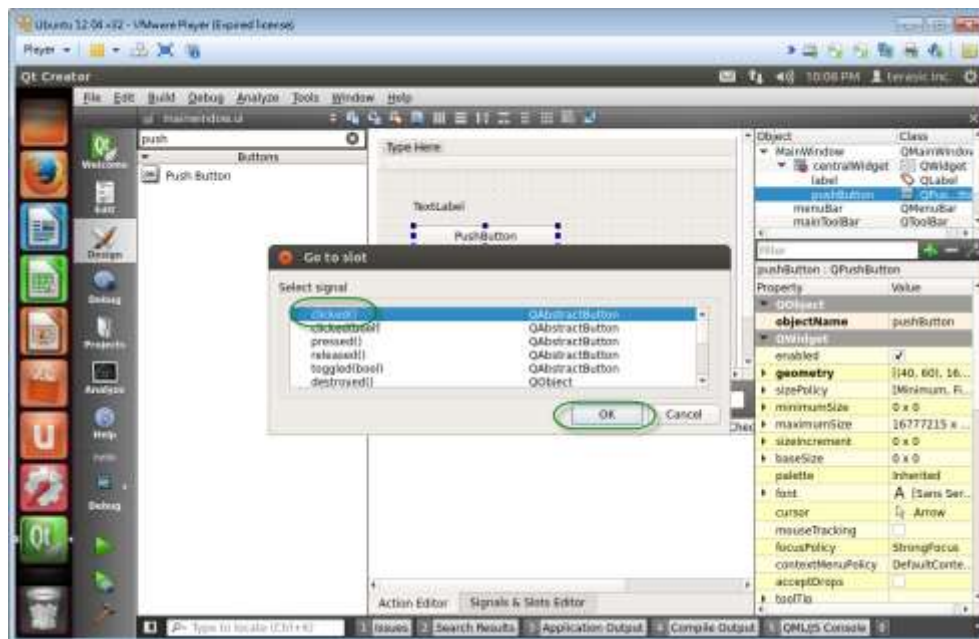 Ubuntu 12.04 x32 - VMware Player (Expired license)
Player
Qt Creator
10:06 PM
terasic inc.
File Edit Build Debug Analyze Tools Window Help
mainwindow.ui
push
Buttons
Push Button
Welcome
Edit
Design
Debug
Projects
Analyze
Help
Debug
Type Here
TextLabel
PushButton
Go to slot
Select signal
clicked() QAbstractButton
clicked(bool) QAbstractButton
pressed() QAbstractButton
released() QAbstractButton
toggled(bool) QAbstractButton
destroyed() QObject
OK
Cancel
Object Class
MainWindow QMainWindow
centralWidget QWidget
label QLabel
pushButton
menuBar QMenuBar
mainToolBar QToolBar
Filter
pushButton : QPushButton
Property Value
QObject
objectName pushButton
QWidget
enabled
geometry [(40, 60), 16...
sizePolicy [Minimum, Fi...
minimumSize 0 x 0
maximumSize 16777215 x ...
sizeIncrement 0 x 0
baseSize 0 x 0
palette Inherited
font A [Sans Ser...
cursor Arrow
mouseTracking
focusPolicy StrongFocus
contextMenuPolicy DefaultConte...
acceptDrops
toolTip
Action Editor Signals & Slots Editor
Type to locate (Ctrl+K)
1 Issues 2 Search Results 3 Application Output 4 Compile Output 5 QML/JS Console